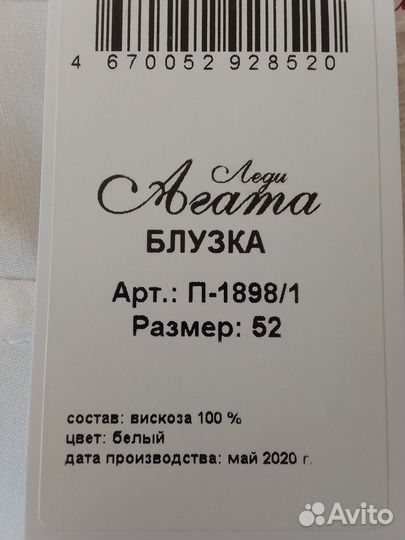 4 670052 928520
Леди
Агата
БЛУЗКА
Арт.: П-1898/1
Размер: 52
состав: вискоза 100 %
цвет: белый
дата производства: май 2020 г.
Avito